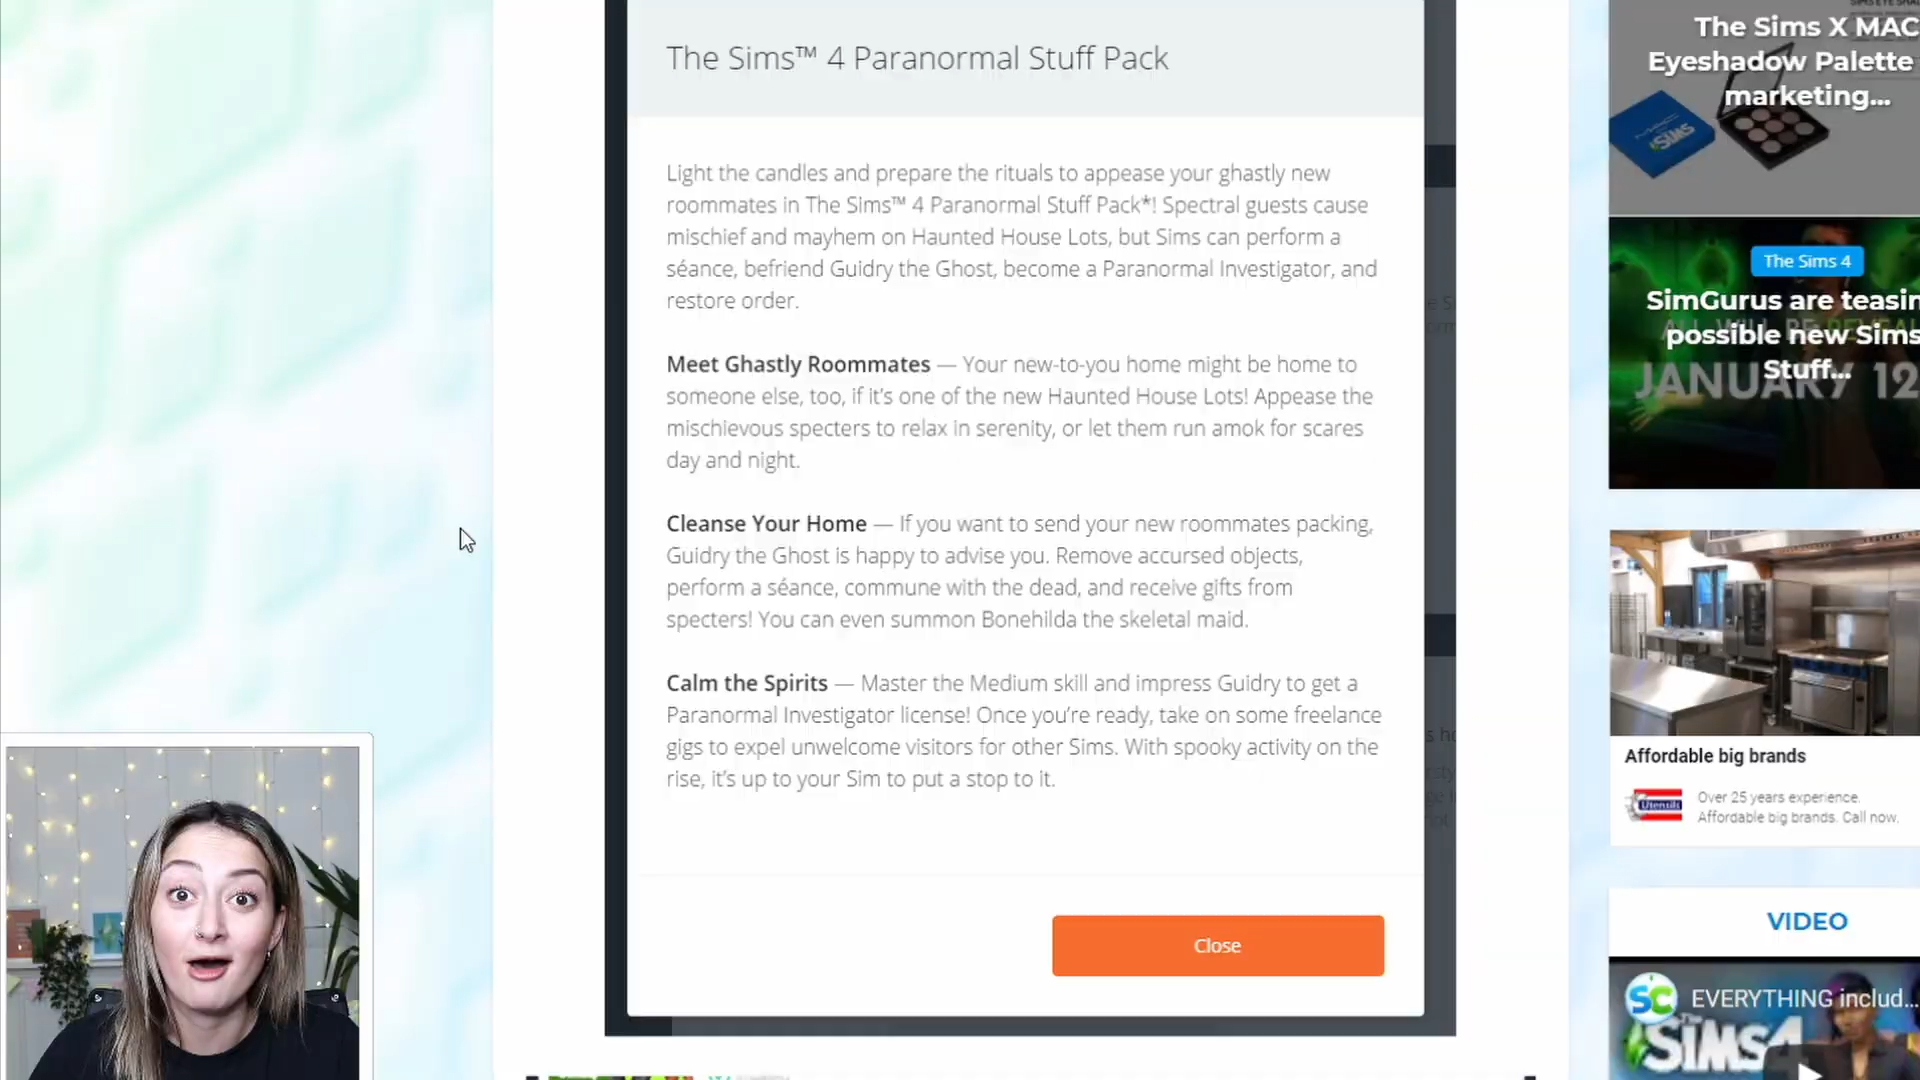 The Sims™ 4 Paranormal Stuff Pack
Light the candles and prepare the rituals to appease your ghastly new
roommates in The Sims™ 4 Paranormal Stuff Pack*! Spectral guests cause
mischief and mayhem on Haunted House Lots, but Sims can perform a
séance, befriend Guidry the Ghost, become a Paranormal Investigator, and
restore order.
Meet Ghastly Roommates — Your new-to-you home might be home to
someone else, too, if it's one of the new Haunted House Lots! Appease the
mischievous specters to relax in serenity, or let them run amok for scares
day and night.
Cleanse Your Home — If you want to send your new roommates packing,
Guidry the Ghost is happy to advise you. Remove accursed objects,
perform a séance, commune with the dead, and receive gifts from
specters! You can even summon Bonehilda the skeletal maid.
Calm the Spirits — Master the Medium skill and impress Guidry to get a
Paranormal Investigator license! Once you're ready, take on some freelance
gigs to expel unwelcome visitors for other Sims. With spooky activity on the
rise, it's up to your Sim to put a stop to it.
Close
The Sims X MAC
Eyeshadow Palette
marketing...
SIMS
The Sims 4
SimGurus are teasin
possible new Sims
Stuff...
ALL WILL BE REVEAL
JANUARY 12
Affordable big brands
Utensils
Over 25 years experience.
Affordable big brands. Call now.
VIDEO
SC
EVERYTHING includ...
The
SIMS4